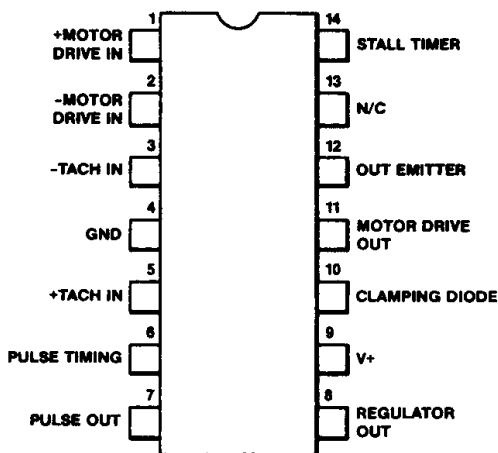 1
+MOTOR
DRIVE IN
2
-MOTOR
DRIVE IN
3
-TACH IN
4
GND
5
+TACH IN
6
PULSE TIMING
7
PULSE OUT
14
STALL TIMER
13
N/C
12
OUT EMITTER
11
MOTOR DRIVE
OUT
10
CLAMPING DIODE
9
V+
8
REGULATOR
OUT